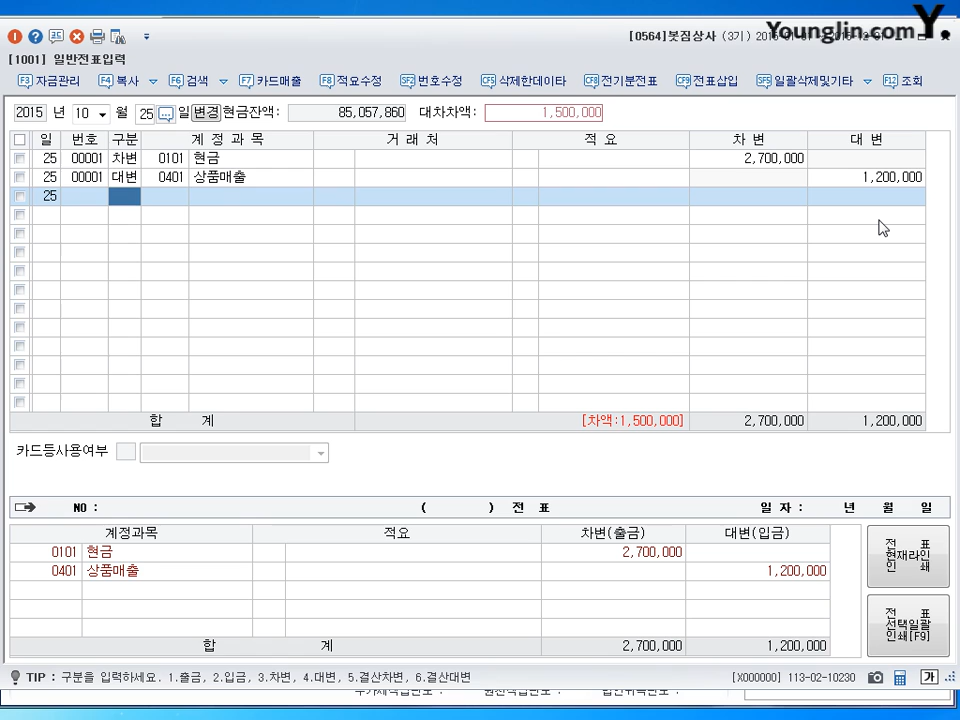 Younglin.com Y.
[0564]봇짐상사 (3기)
[1001] 일반전표입력
F3 자금관리 F4 복사 F6 검색 F7 카드매출 F8 적요수정 SF2 번호수정 CF5 삭제한데이타 CF8 전기분전표 CF9 전표삽입 SF5 일괄삭제및기타 F12 조회
2015 년 10 월 25 ... 일 변경 현금잔액: 85,057,860 대차차액: 1,500,000
일 번호 구분 계 정 과 목 거 래 처 적 요 차 변 대 변
25 00001 차변 0101 현금 2,700,000
25 00001 대변 0401 상품매출 1,200,000
25
합 계 [차액:1,500,000] 2,700,000 1,200,000
카드등사용여부
NO : ( ) 전 표 일 자 : 년 월 일
계정과목 적요 차변(출금) 대변(입금)
0101 현금 2,700,000
0401 상품매출 1,200,000
합 계 2,700,000 1,200,000
전 표
현재라인
인 쇄
전 표
선택일괄
인쇄[F9]
TIP : 구분을 입력하세요. 1.출금, 2.입금, 3.차변, 4.대변, 5.결산차변, 6.결산대변 [X000000] 113-02-10230 가